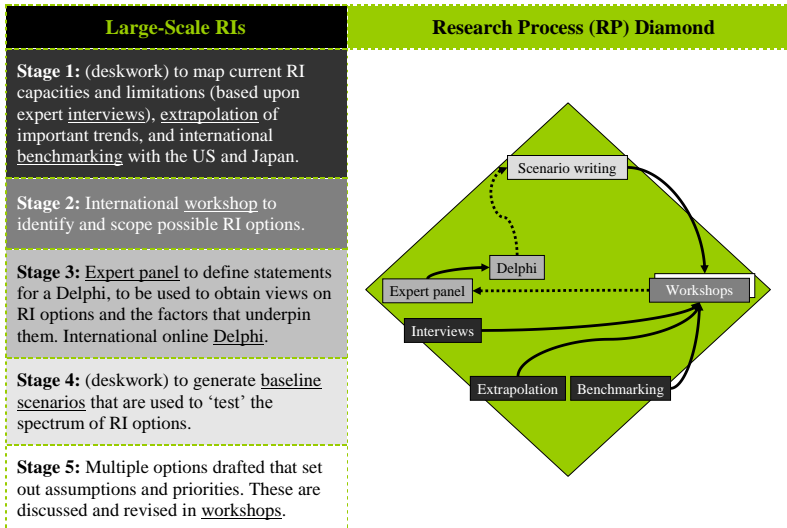 Large-Scale RIs
Research Process (RP) Diamond
Stage 1: (deskwork) to map current RI
capacities and limitations (based upon
expert interviews), extrapolation of
important trends, and international
benchmarking with the US and Japan.
Stage 2: International workshop to
identify and scope possible RI options.
Stage 3: Expert panel to define statements
for a Delphi, to be used to obtain views on
RI options and the factors that underpin
them. International online Delphi.
Stage 4: (deskwork) to generate baseline
scenarios that are used to ‘test’ the
spectrum of RI options.
Stage 5: Multiple options drafted that set
out assumptions and priorities. These are
discussed and revised in workshops.
Scenario writing
Delphi
Expert panel
Workshops
Interviews
Extrapolation
Benchmarking